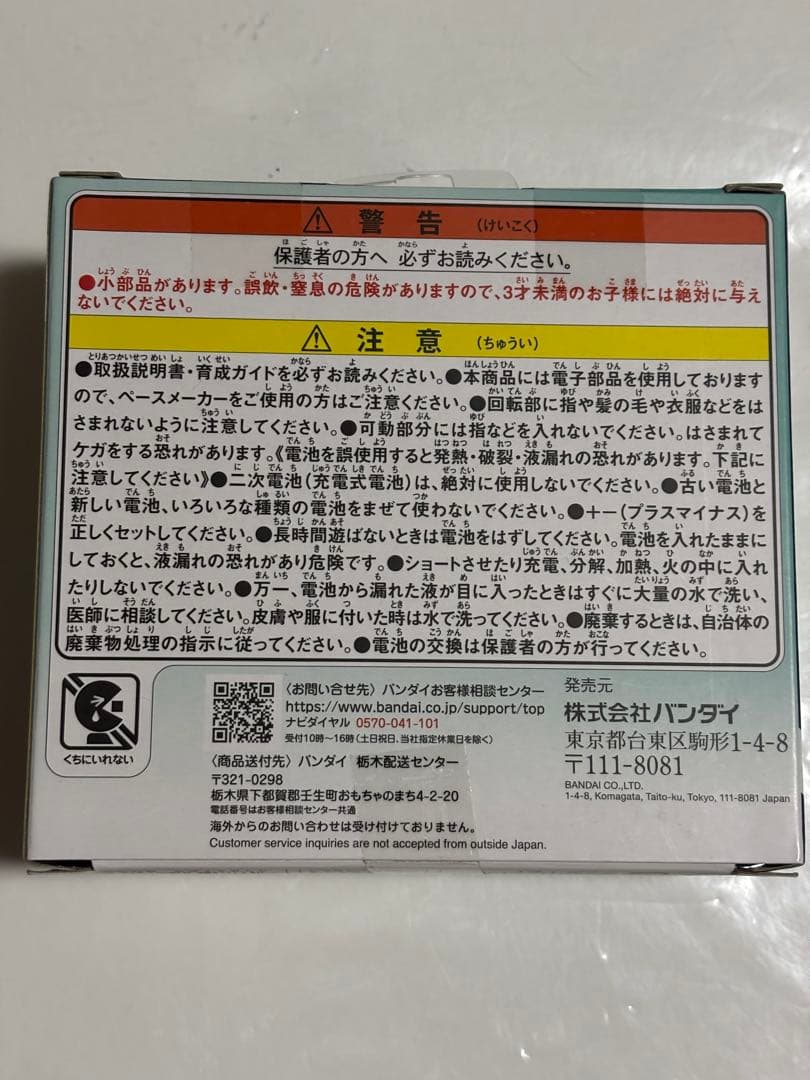 警告 (けいこく)
保護者の方へ 必ずお読みください。
●小部品があります。誤飲・窒息の危険がありますので、3才未満のお子様には絶対に与え
ないでください。
注意 (ちゅうい)
●取扱説明書・育成ガイドを必ずお読みください。●本商品には電子部品を使用しております
ので、ペースメーカーをご使用の方はご注意ください。●回転部に指や髪の毛や衣服などをは
さまれないように注意してください。●可動部分には指などを入れないでください。はさまれて
ケガをする恐れがあります。《電池を誤使用すると発熱・破裂・液漏れの恐れがあります。下記に
注意してください》●二次電池(充電式電池)は、絶対に使用しないでください。●古い電池と
新しい電池、いろいろな種類の電池をまぜて使わないでください。●+-(プラスマイナス)を
正しくセットしてください。●長時間遊ばないときは電池をはずしてください。電池を入れたままに
しておくと、液漏れの恐れがあり危険です。●ショートさせたり充電、分解、加熱、火の中に入れ
たりしないでください。●万一、電池から漏れた液が目に入ったときはすぐに大量の水で洗い、
医師に相談してください。皮膚や服に付いた時は水で洗ってください。●廃棄するときは、自治体の
廃棄物処理の指示に従ってください。●電池の交換は保護者の方が行ってください。
くちにいれない
〈お問い合せ先〉バンダイお客様相談センター
https://www.bandai.co.jp/support/top
ナビダイヤル 0570-041-101
受付10時~16時(土日祝日、当社指定休業日を除く)
〈商品送付先〉バンダイ 栃木配送センター
〒321-0298
栃木県下都賀郡壬生町おもちゃのまち4-2-20
電話番号はお客様相談センター共通
海外からのお問い合わせは受け付けておりません。
Customer service inquiries are not accepted from outside Japan.
発売元
株式会社バンダイ
東京都台東区駒形1-4-8
〒111-8081
BANDAI CO.,LTD.
1-4-8, Komagata, Taito-ku, Tokyo, 111-8081 Japan